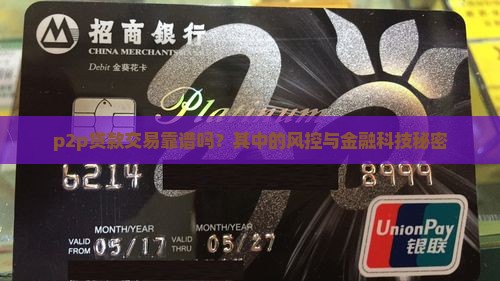 招商银行
CHINA MERCHANTS
Debit 金葵花卡
Platinum
p2p贷款交易靠谱吗？其中的风控与金融科技秘密
6214 8999
MONTH/YEAR MONTH/YEAR
VALID FROM 05/17 VALID THRU 05/27
UnionPay
银联